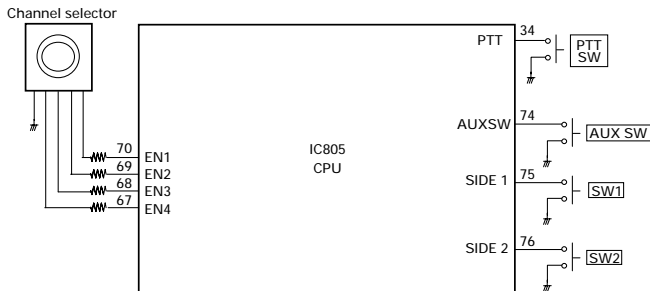 Channel selector
34
PTT
PTT
SW
74
AUXSW
AUX SW
IC805
CPU
70
EN1
69
EN2
68
EN3
67
EN4
75
SIDE 1
SW1
76
SIDE 2
SW2